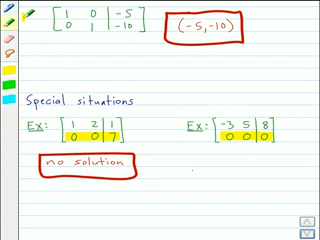 [ 1 0 | -5 ] (-5,-10)
[ 0 1 | -10 ]
Special situations
Ex: [ 1 2 | 1 ] Ex: [ -3 5 | 8 ]
[ 0 0 | 7 ] [ 0 0 | 0 ]
no solution